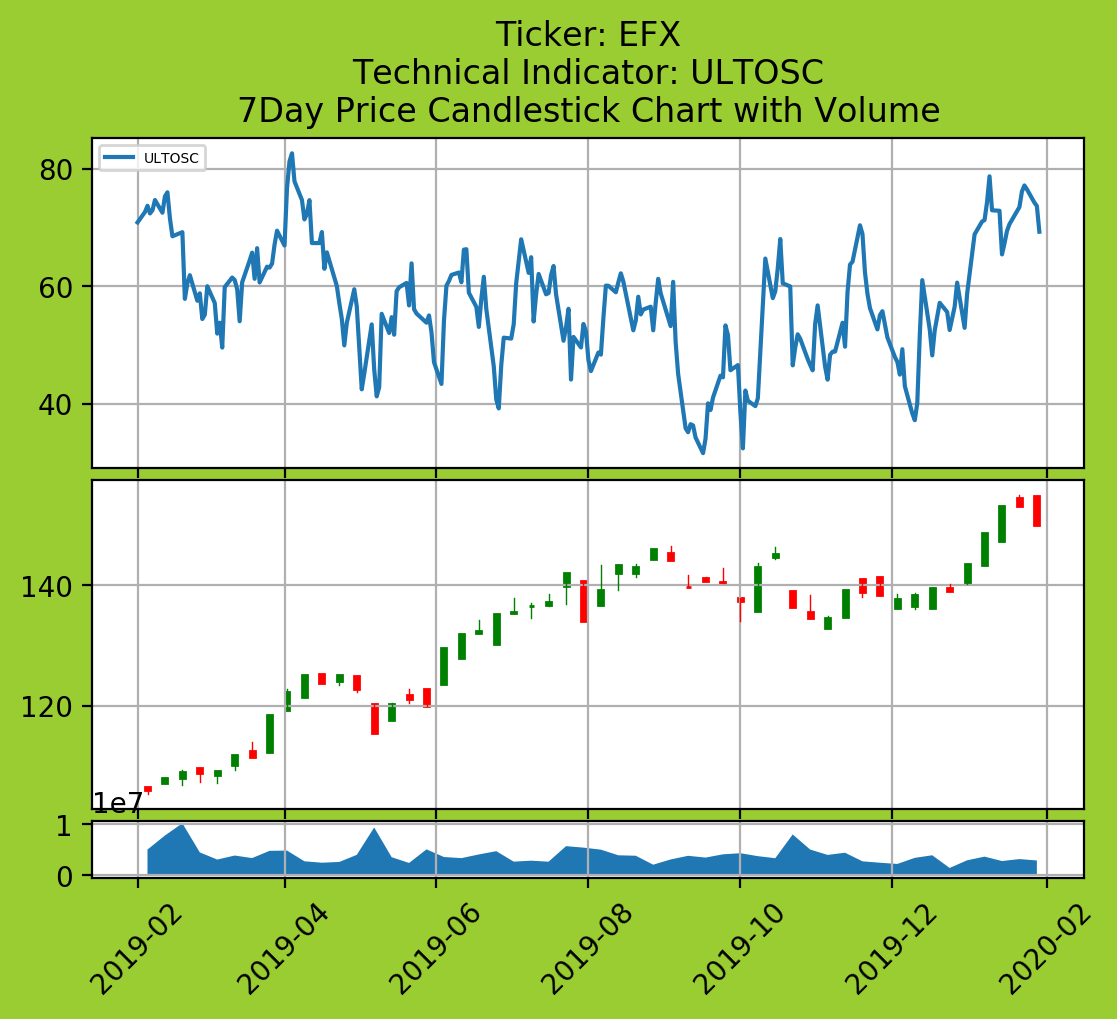 Ticker: EFX
Technical Indicator: ULTOSC
7Day Price Candlestick Chart with Volume
ULTOSC
80
60
40
140
120
1e7
1
0
2019-02
2019-04
2019-06
2019-08
2019-10
2019-12
2020-02